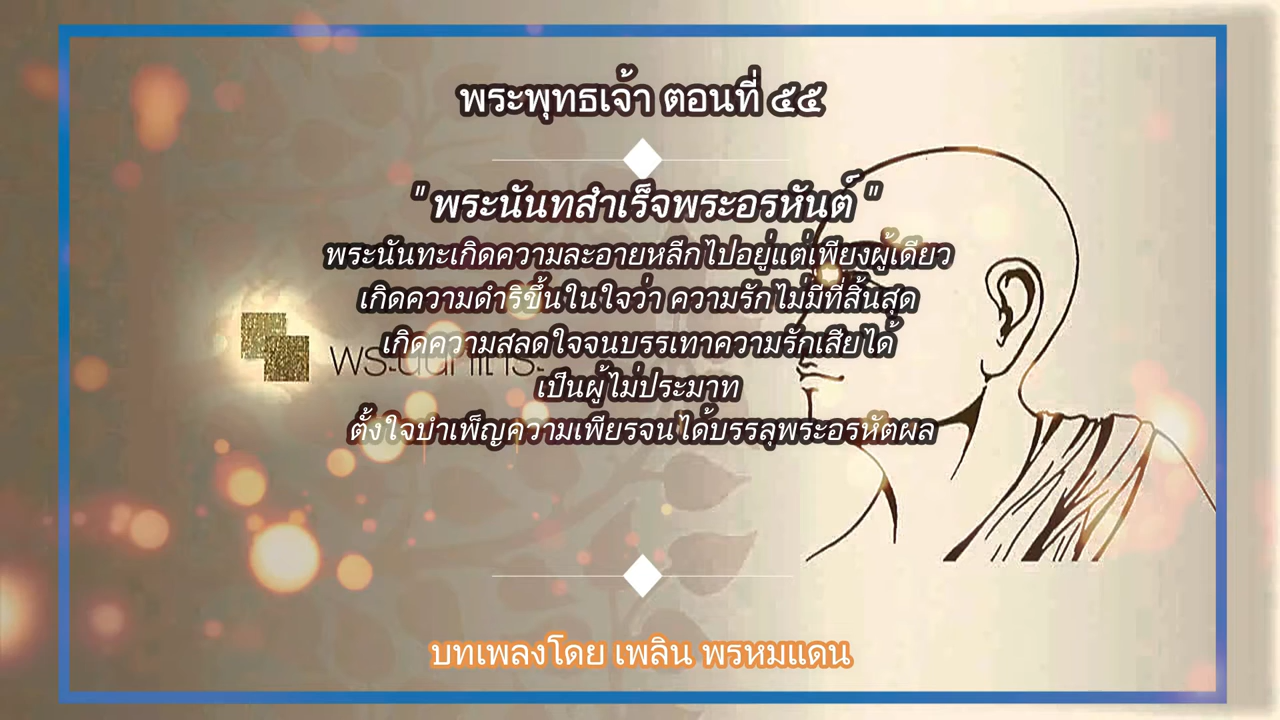 พระพุทธเจ้า ตอนที่ ๕๕
" พระนันทสำเร็จพระอรหันต์ "
พระนันทะเกิดความละอายหลีกไปอยู่แต่เพียงผู้เดียว
เกิดความดำริขึ้นในใจว่า ความรักไม่มีที่สิ้นสุด
เกิดความสลดใจจนบรรเทาความรักเสียได้
พระนันทเถระ
เป็นผู้ไม่ประมาท
ตั้งใจบำเพ็ญความเพียรจนได้บรรลุพระอรหัตผล
บทเพลงโดย เพลิน พรหมแดน